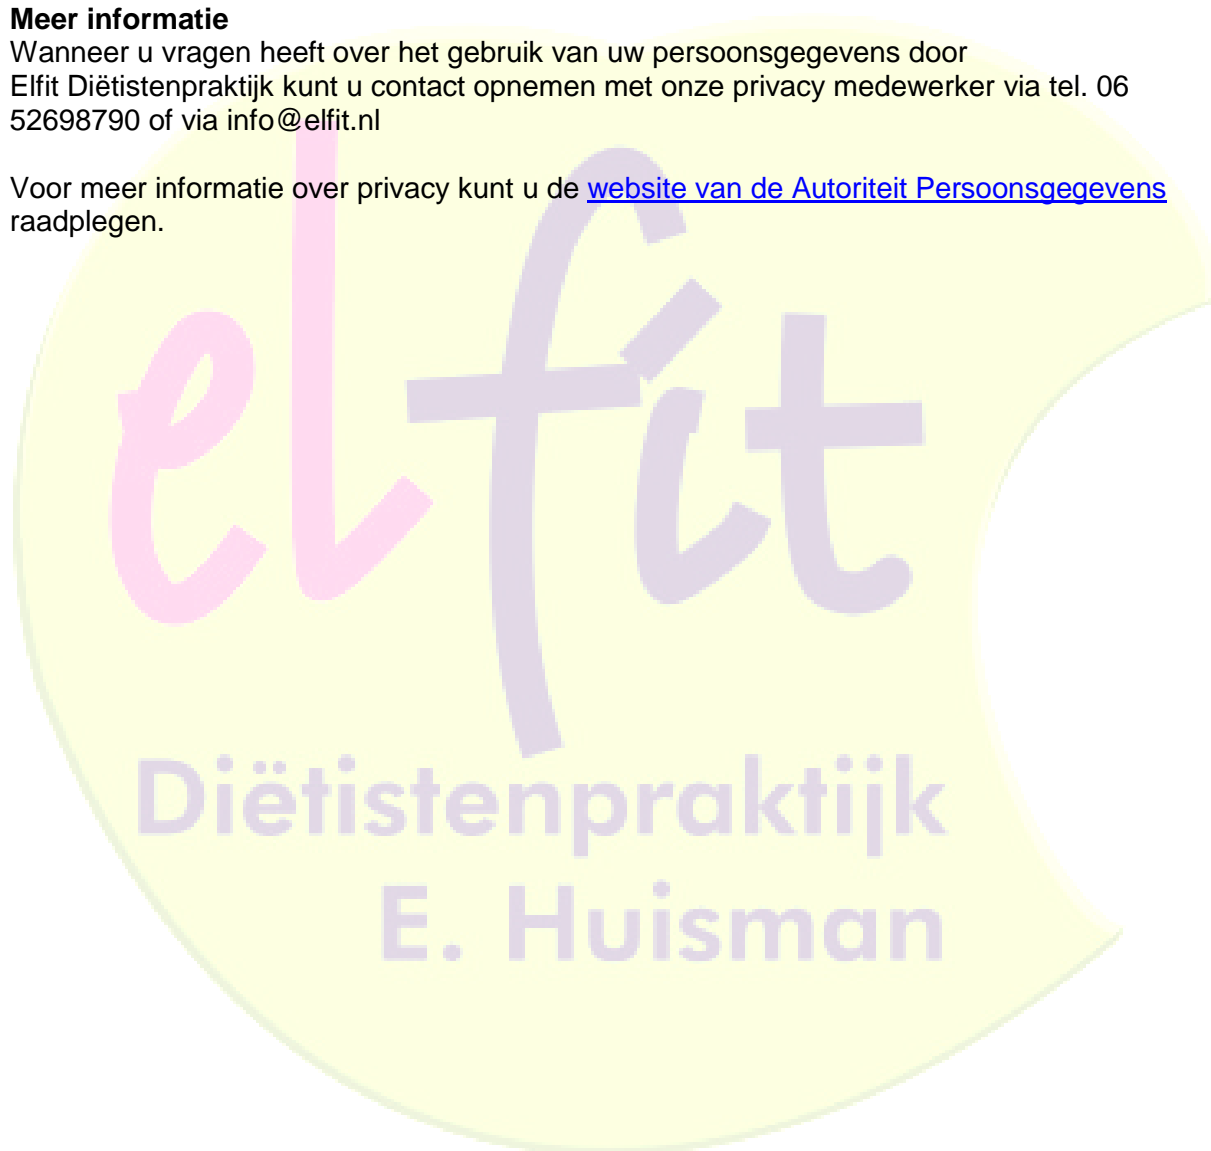 Meer informatie
Wanneer u vragen heeft over het gebruik van uw persoonsgegevens door
Elfit Diëtistenpraktijk kunt u contact opnemen met onze privacy medewerker via tel. 06
52698790 of via info@elfit.nl
Voor meer informatie over privacy kunt u de website van de Autoriteit Persoonsgegevens
raadplegen.
elfit
Diëtistenpraktijk
E. Huisman